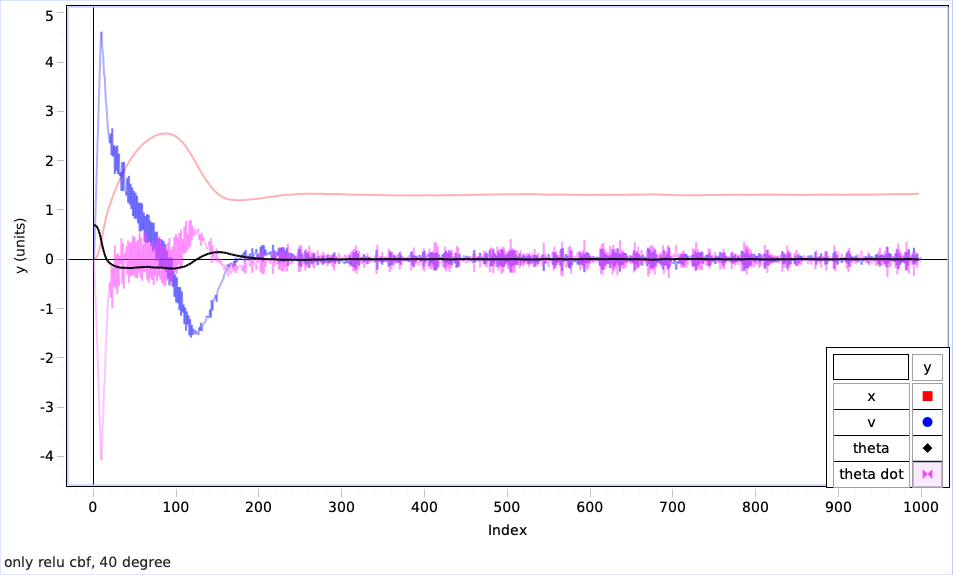 5
4
3
2
1
0
-1
-2
-3
-4
y (units)
0 100 200 300 400 500 600 700 800 900 1000
Index
y
x
v
theta
theta dot
only relu cbf, 40 degree